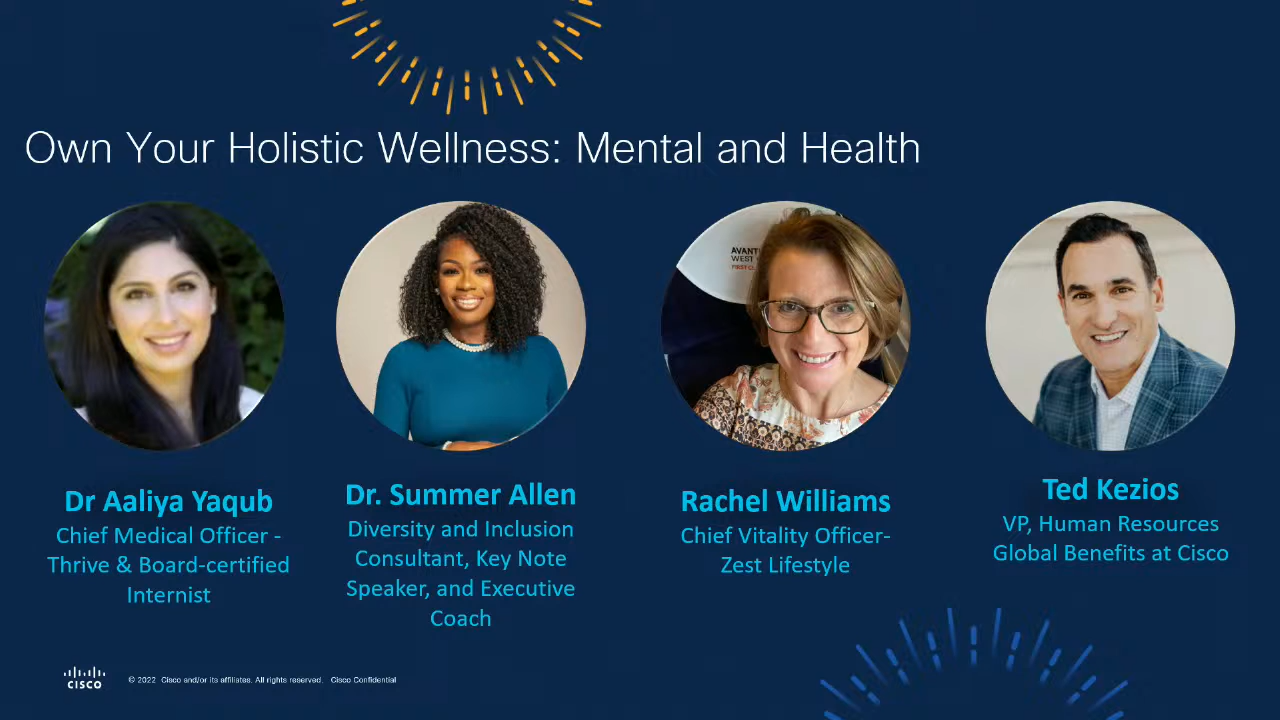 Own Your Holistic Wellness: Mental and Health
WEST
Dr Aaliya Yaqub
Chief Medical Officer -
Thrive & Board-certified
Internist
Dr. Summer Allen
Diversity and Inclusion
Consultant, Key Note
Speaker, and Executive
Coach
Rachel Williams
Chief Vitality Officer-
Zest Lifestyle
Ted Kezios
VP, Human Resources
Global Benefits at Cisco
CISCO
© 2022 Cisco and/or its affiliates. All rights reserved. Cisco Confidential